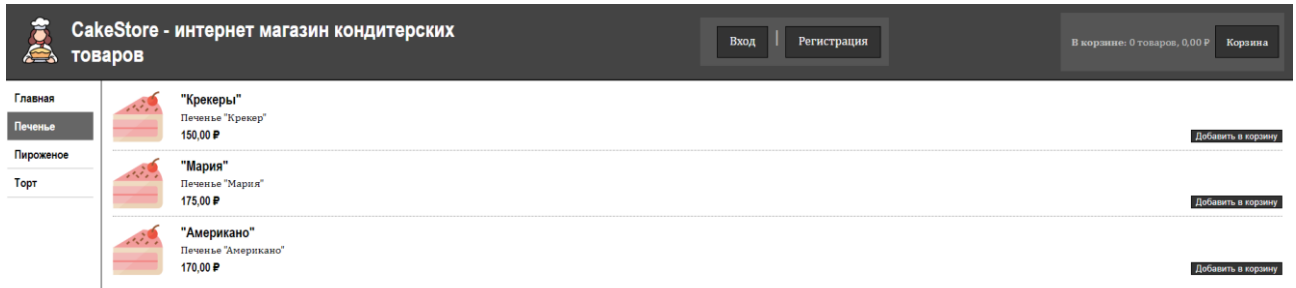 CakeStore - интернет магазин кондитерских
товаров
Вход | Регистрация
В корзине: 0 товаров, 0,00 ₽ Корзина
Главная
Печенье
Пироженое
Торт
"Крекеры"
Печенье "Крекер"
150,00 ₽
Добавить в корзину
"Мария"
Печенье "Мария"
175,00 ₽
Добавить в корзину
"Американо"
Печенье "Американо"
170,00 ₽
Добавить в корзину